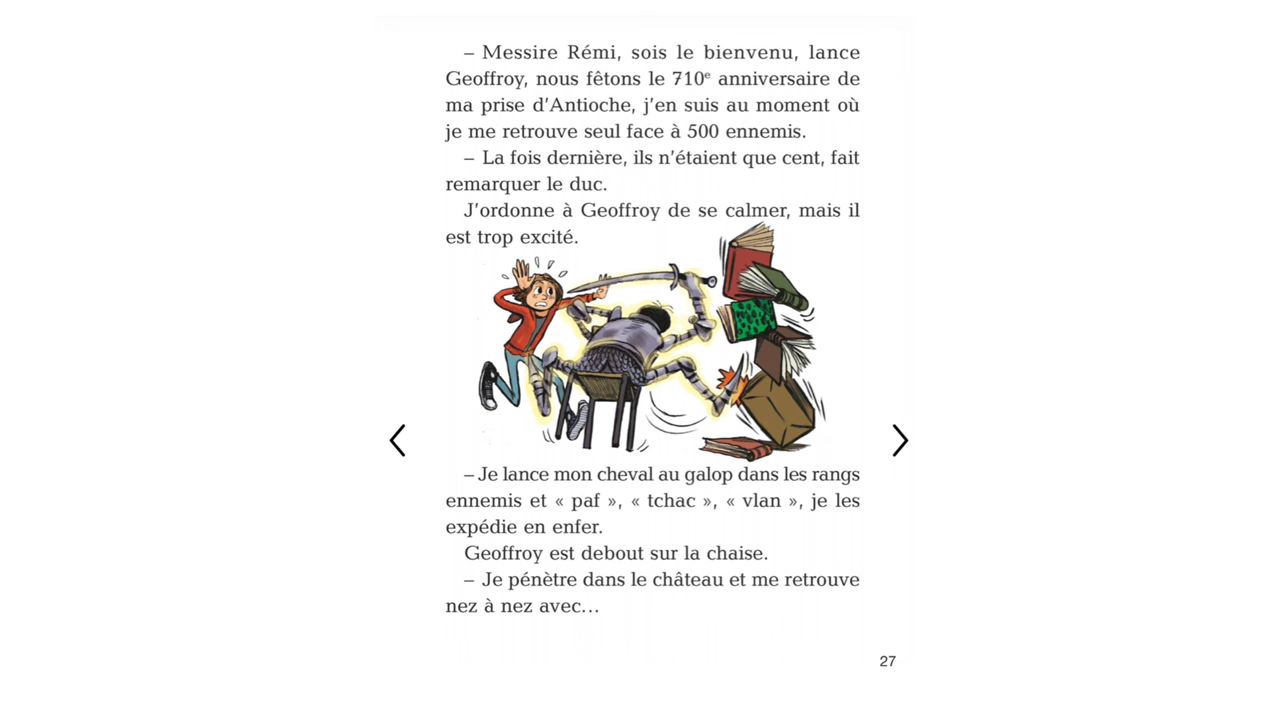 – Messire Rémi, sois le bienvenu, lance
Geoffroy, nous fêtons le 710e anniversaire de
ma prise d’Antioche, j’en suis au moment où
je me retrouve seul face à 500 ennemis.
– La fois dernière, ils n’étaient que cent, fait
remarquer le duc.
J’ordonne à Geoffroy de se calmer, mais il
est trop excité.
– Je lance mon cheval au galop dans les rangs
ennemis et « paf », « tchac », « vlan », je les
expédie en enfer.
Geoffroy est debout sur la chaise.
– Je pénètre dans le château et me retrouve
nez à nez avec…
27